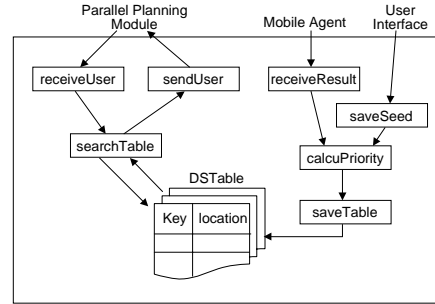 Parallel Planning
Module
Mobile Agent
User
Interface
receiveUser
sendUser
receiveResult
saveSeed
searchTable
calcuPriority
DSTable
saveTable
Key
location